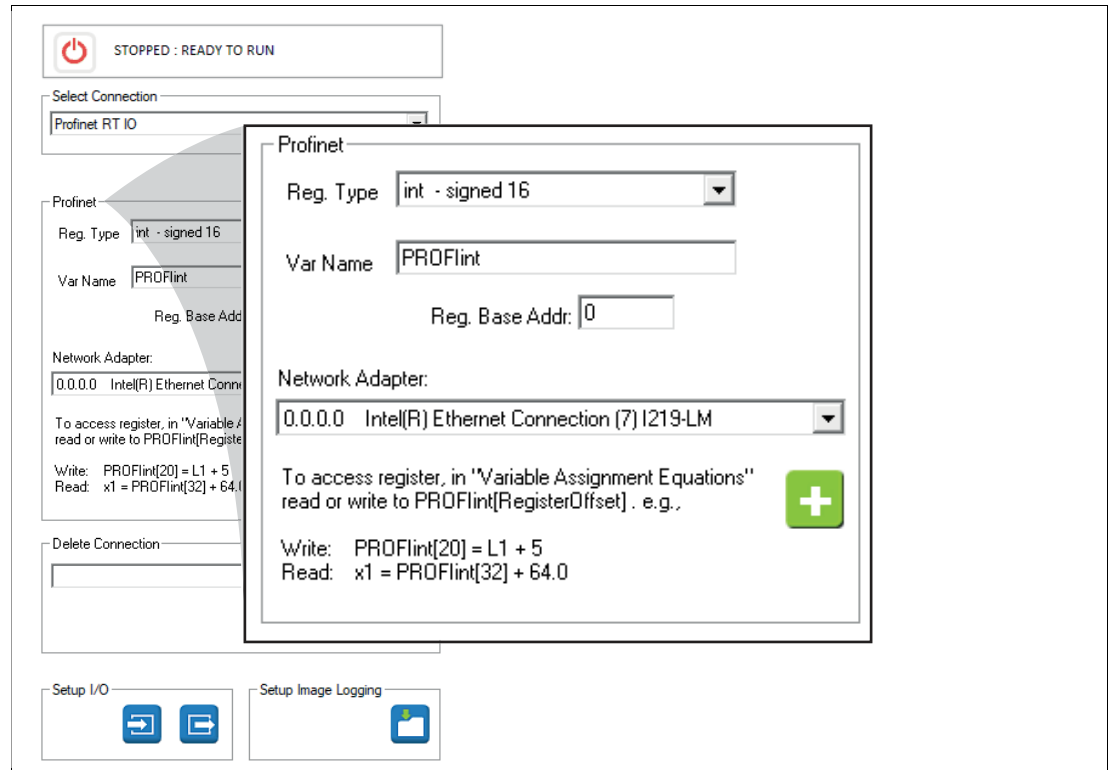 STOPPED : READY TO RUN
Select Connection
Profinet RT IO
Profinet
Reg. Type int - signed 16
Var Name PROFIint
Reg. Base Add
Network Adapter:
0.0.0.0 Intel(R) Ethernet Conne
To access register, in "Variable A
read or write to PROFIint[Registe
Write: PROFIint[20] = L1 + 5
Read: x1 = PROFIint[32] + 64.0
Delete Connection
Setup I/O
Setup Image Logging
Profinet
Reg. Type int - signed 16
Var Name PROFIint
Reg. Base Addr: 0
Network Adapter:
0.0.0.0 Intel(R) Ethernet Connection (7) I219-LM
To access register, in "Variable Assignment Equations"
read or write to PROFIint[RegisterOffset] . e.g.,
Write: PROFIint[20] = L1 + 5
Read: x1 = PROFIint[32] + 64.0